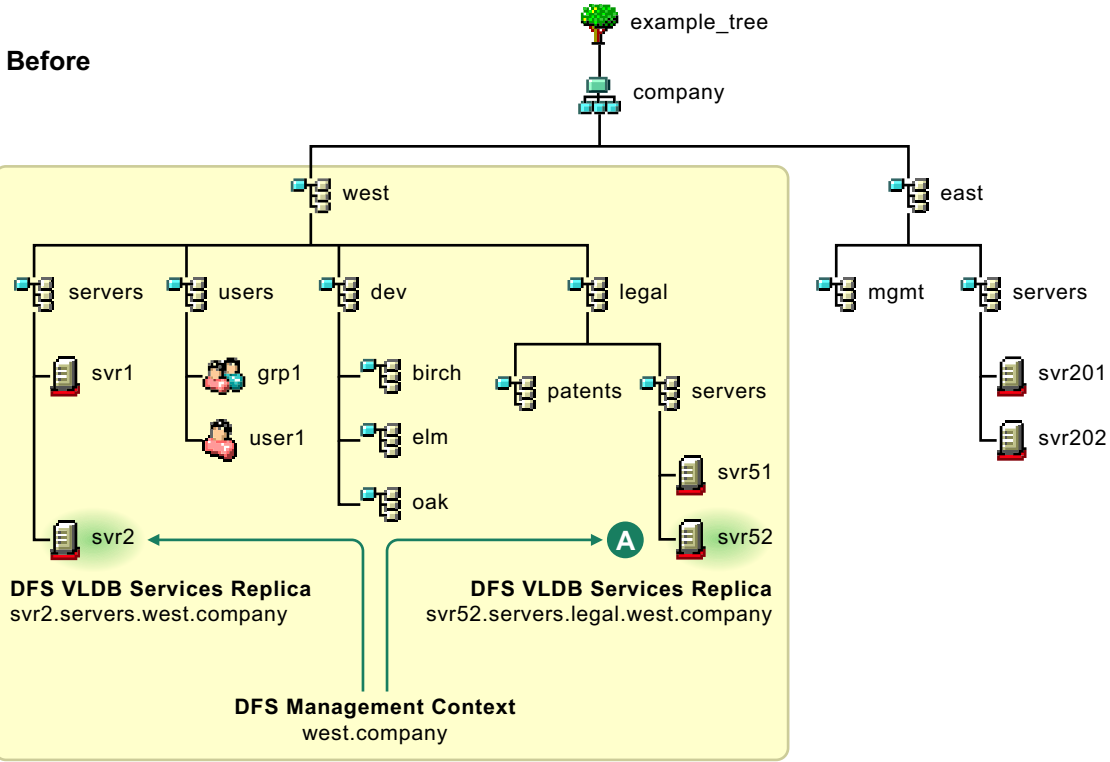 example_tree
Before
company
west
east
servers
users
dev
legal
mgmt
servers
svr1
grp1
birch
patents
servers
svr201
user1
elm
svr202
svr51
oak
svr2
A
svr52
DFS VLDB Services Replica
svr2.servers.west.company
DFS VLDB Services Replica
svr52.servers.legal.west.company
DFS Management Context
west.company